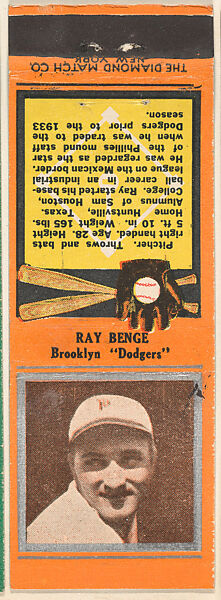 THE DIAMOND MATCH CO.
NEW YORK
Pitcher. Throws and bats
right handed. Age 28. Height
5 ft. 10 in. Weight 165 lbs.
Home Huntsville, Texas.
Alumnus of Sam Houston,
College. Ray started his base-
ball career in an industrial
league on the Mexican border.
He was regarded as the star
of the Phillies mound staff
when he was traded to the
Dodgers prior to the 1933
season.
RAY BENGE
Brooklyn "Dodgers"
P